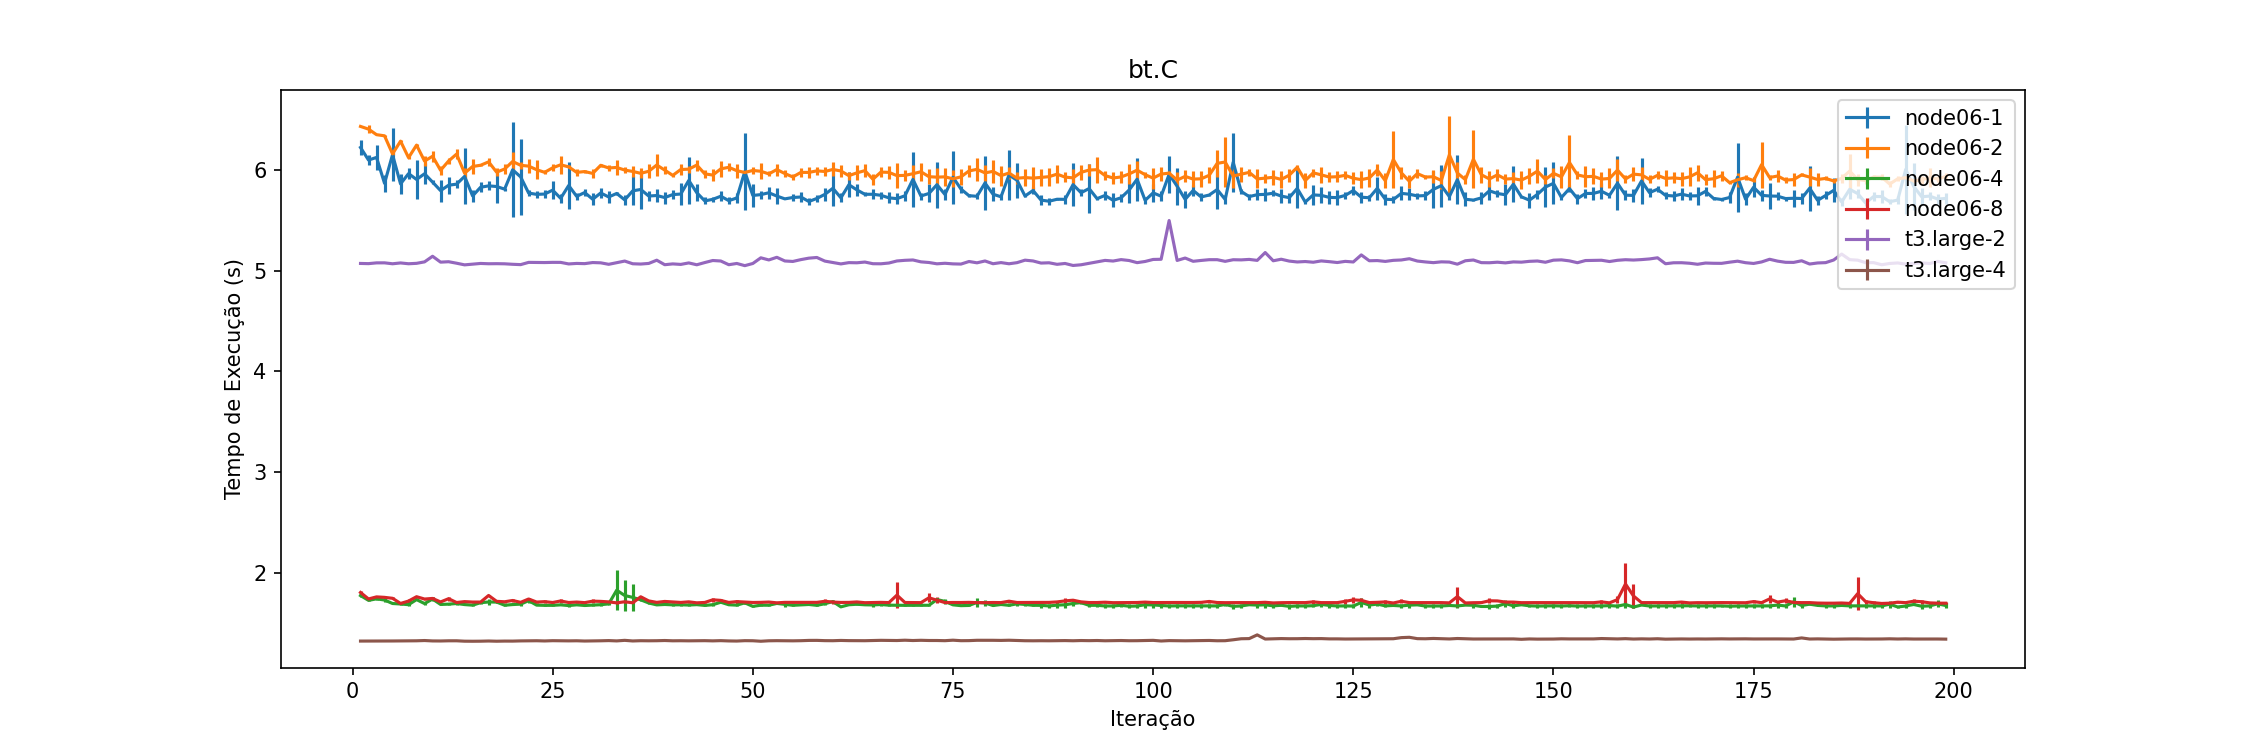 bt.C
node06-1
node06-2
node06-4
node06-8
t3.large-2
t3.large-4
Tempo de Execução (s)
6
5
4
3
2
0 25 50 75 100 125 150 175 200
Iteração